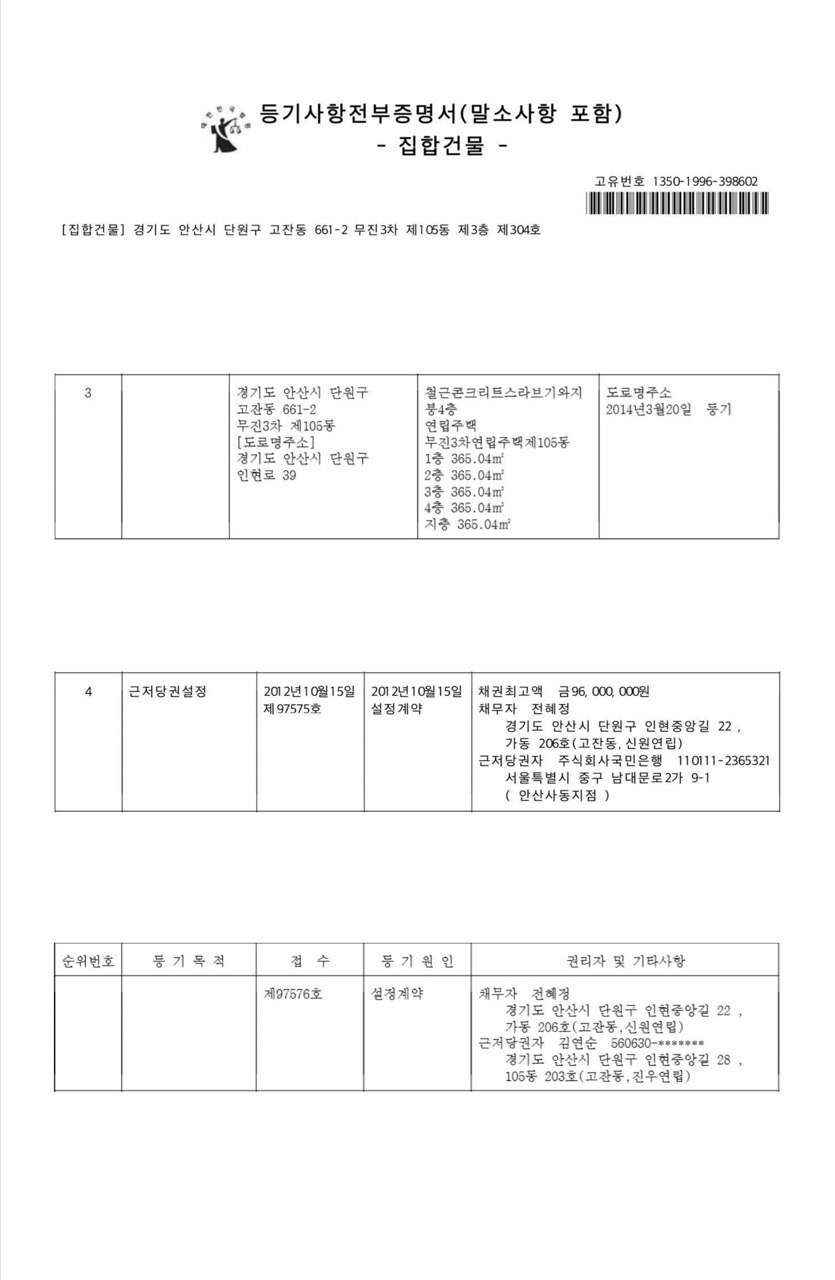 등기사항전부증명서(말소사항 포함)
- 집합건물 -
고유번호 1350-1996-398602
[집합건물] 경기도 안산시 단원구 고잔동 661-2 무진3차 제105동 제3층 제304호
3
경기도 안산시 단원구
고잔동 661-2
무진3차 제105동
[도로명주소]
경기도 안산시 단원구
인현로 39
철근콘크리트스라브기와지
붕4층
연립주택
무진3차연립주택제105동
1층 365.04㎡
2층 365.04㎡
3층 365.04㎡
4층 365.04㎡
지층 365.04㎡
도로명주소
2014년3월20일 등기
4
근저당권설정
2012년10월15일
제97575호
2012년10월15일
설정계약
채권최고액 금96,000,000원
채무자 전혜정
경기도 안산시 단원구 인현중앙길 22 ,
가동 206호(고잔동,신원연립)
근저당권자 주식회사국민은행 110111-2365321
서울특별시 중구 남대문로2가 9-1
( 안산사동지점 )
순위번호 등 기 목 적 접 수 등 기 원 인 권리자 및 기타사항
제97576호
설정계약
채무자 전혜정
경기도 안산시 단원구 인현중앙길 22 ,
가동 206호(고잔동,신원연립)
근저당권자 김연순 560630-*******
경기도 안산시 단원구 인현중앙길 28 ,
105동 203호(고잔동,진우연립)